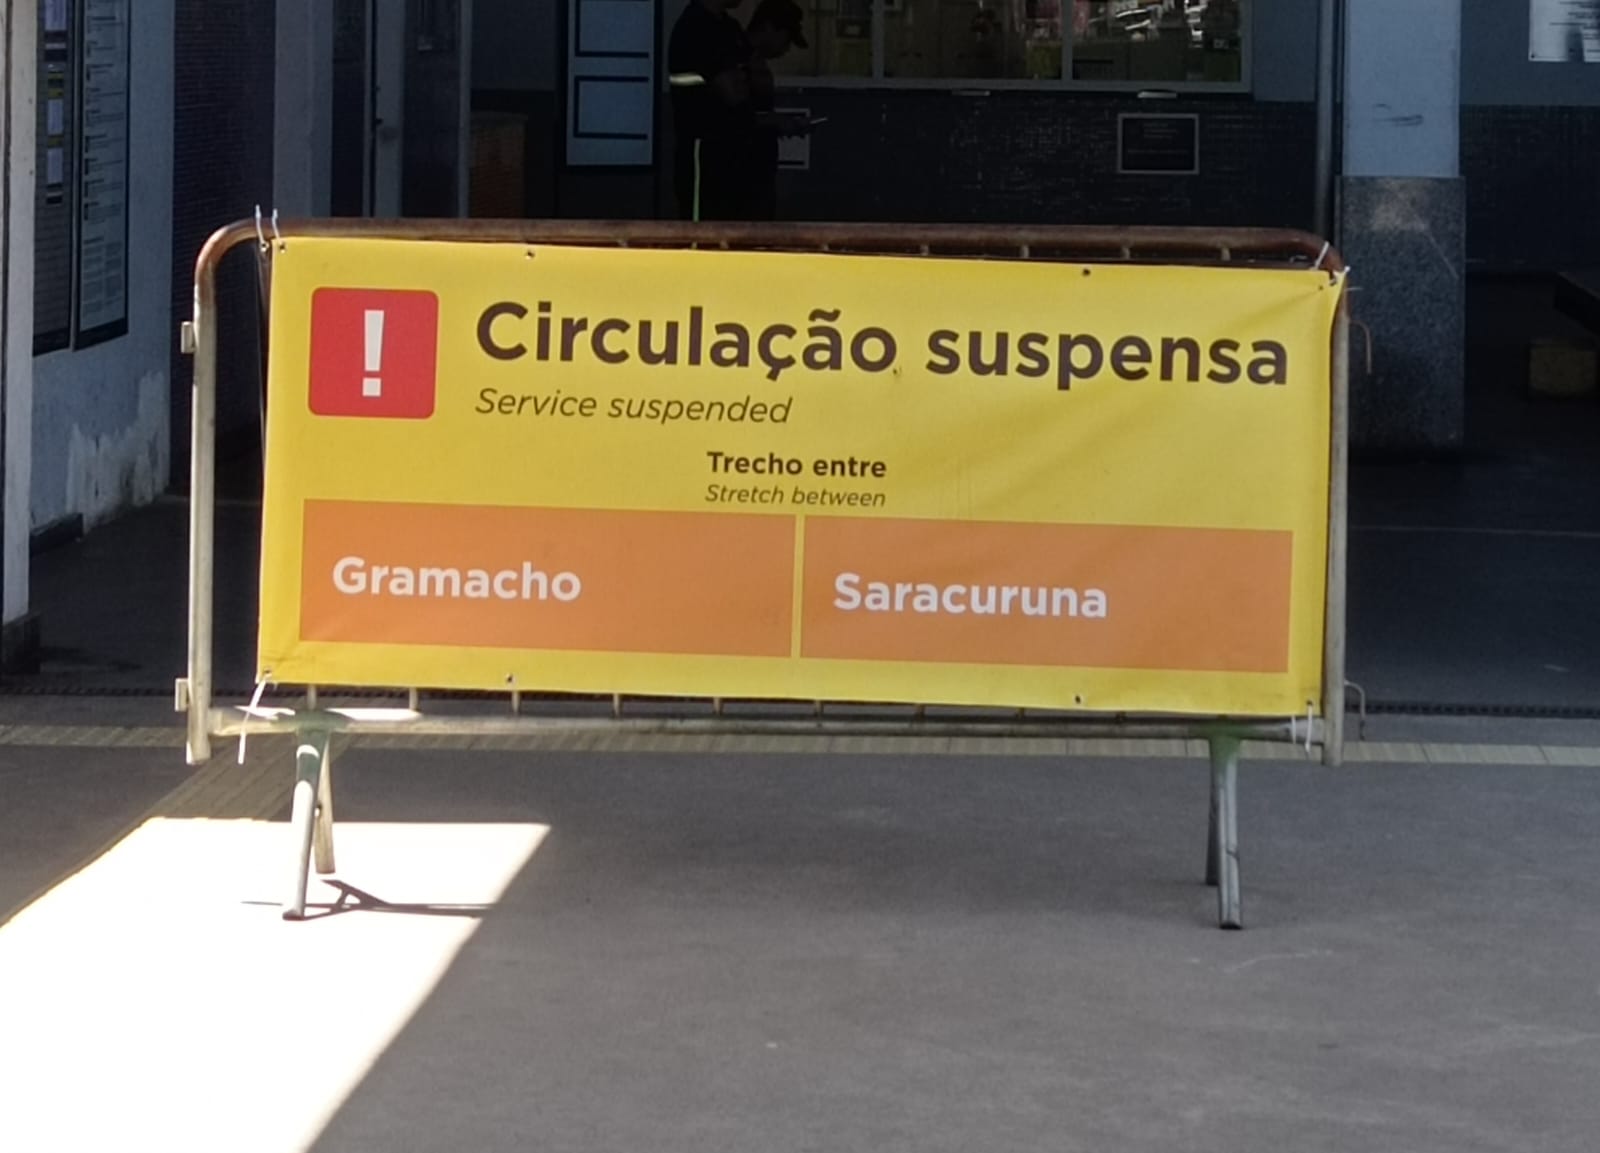 !
Circulação suspensa
Service suspended
Trecho entre
Stretch between
Gramacho
Saracuruna